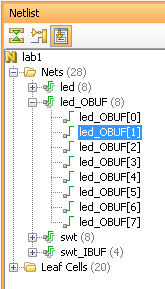 Netlist
lab1
Nets (28)
led (8)
led_OBUF (8)
led_OBUF[0]
led_OBUF[1]
led_OBUF[2]
led_OBUF[3]
led_OBUF[4]
led_OBUF[5]
led_OBUF[6]
led_OBUF[7]
swt (8)
swt_IBUF (4)
Leaf Cells (20)